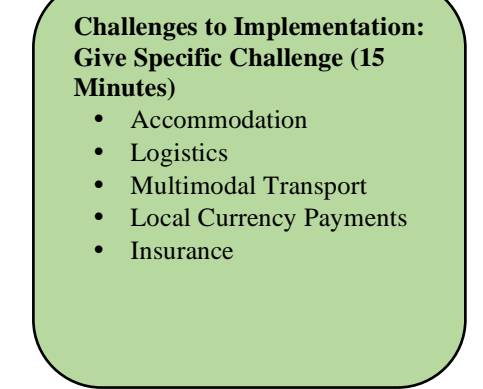 Challenges to Implementation:
Give Specific Challenge (15
Minutes)
• Accommodation
• Logistics
• Multimodal Transport
• Local Currency Payments
• Insurance